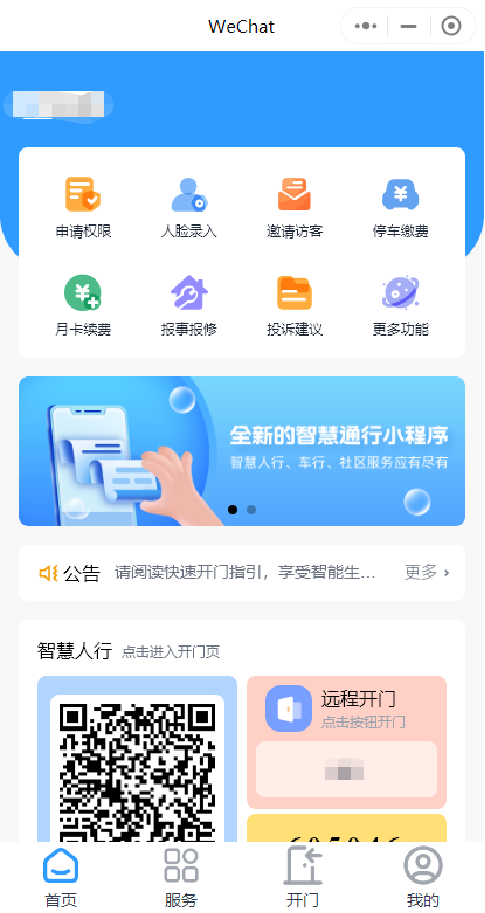 WeChat
申请权限 人脸录入 邀请访客 停车缴费
月卡续费 报事报修 投诉建议 更多功能
全新的智慧通行小程序
智慧人行、车行、社区服务应有尽有
公告 请阅读快速开门指引，享受智能生... 更多 ›
智慧人行 点击进入开门页
远程开门
点击按钮开门
首页 服务 开门 我的